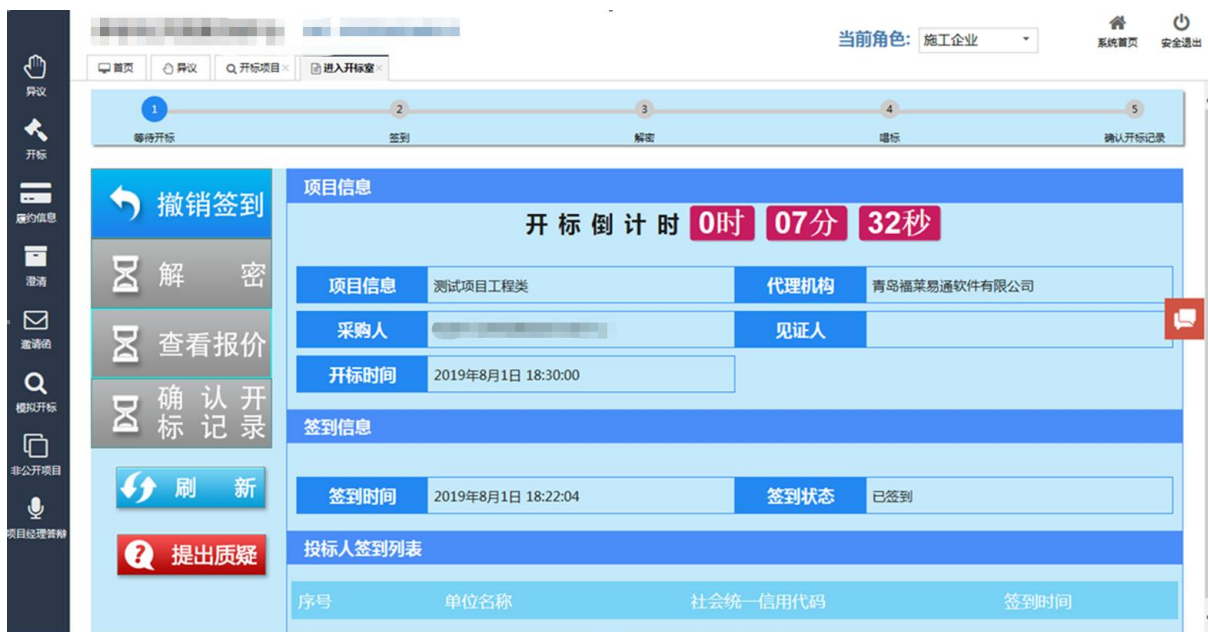 当前角色: 施工企业
系统首页 安全退出
首页 异议 开标项目 × 进入开标室 ×
异议
开标
履约信息
澄清
邀请函
模拟开标
非公开项目
项目经理答辩
1 2 3 4 5
等待开标 签到 解密 唱标 确认开标记录
撤销签到
解 密
查看报价
确 认 开
标 记 录
刷 新
提出质疑
项目信息
开 标 倒 计 时 0时 07分 32秒
项目信息 测试项目工程类 代理机构 青岛福莱易通软件有限公司
采购人 见证人
开标时间 2019年8月1日 18:30:00
签到信息
签到时间 2019年8月1日 18:22:04 签到状态 已签到
投标人签到列表
序号 单位名称 社会统一信用代码 签到时间